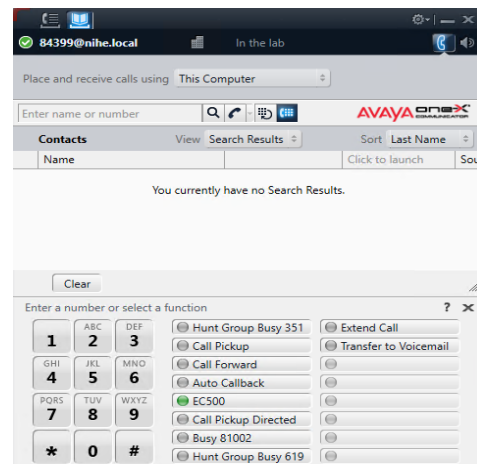 84399@nihe.local In the lab
Place and receive calls using This Computer
Enter name or number AVAYA one-X
COMMUNICATOR
Contacts View Search Results Sort Last Name
Name Click to launch Sou
You currently have no Search Results.
Clear
Enter a number or select a function ? ×
1 ABC 2 DEF 3
GHI 4 JKL 5 MNO 6
PQRS 7 TUV 8 WXYZ 9
* 0 #
Hunt Group Busy 351 Extend Call
Call Pickup Transfer to Voicemail
Call Forward
Auto Callback
EC500
Call Pickup Directed
Busy 81002
Hunt Group Busy 619